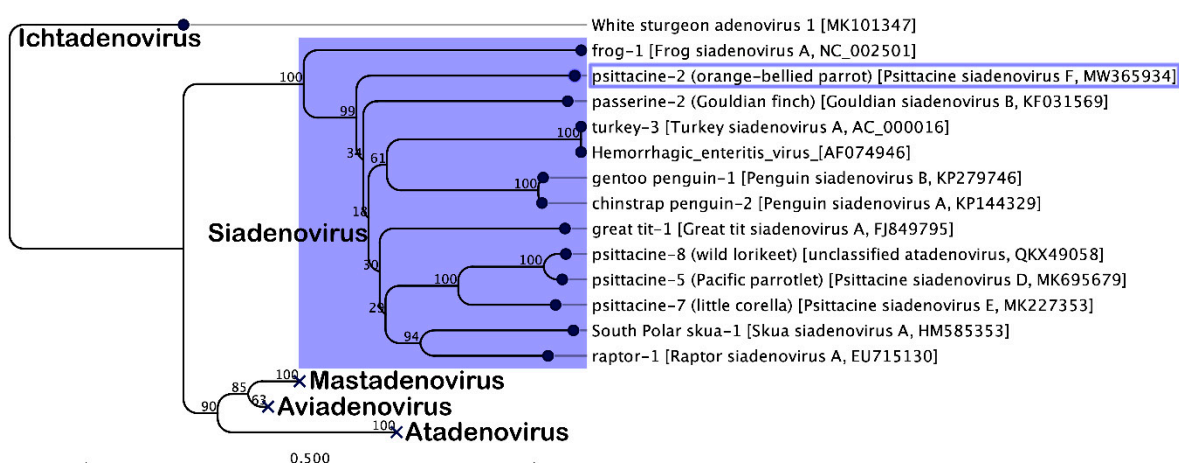 White sturgeon adenovirus 1 [MK101347]
Ichtadenovirus
frog-1 [Frog siadenovirus A, NC_002501]
100
psittacine-2 (orange-bellied parrot) [Psittacine siadenovirus F, MW365934]
passerine-2 (Gouldian finch) [Gouldian siadenovirus B, KF031569]
99
turkey-3 [Turkey siadenovirus A, AC_000016]
100
Hemorrhagic_enteritis_virus_[AF074946]
34
61
gentoo penguin-1 [Penguin siadenovirus B, KP279746]
100
chinstrap penguin-2 [Penguin siadenovirus A, KP144329]
18
great tit-1 [Great tit siadenovirus A, FJ849795]
Siadenovirus
psittacine-8 (wild lorikeet) [unclassified atadenovirus, QKX49058]
100
30
psittacine-5 (Pacific parrotlet) [Psittacine siadenovirus D, MK695679]
100
psittacine-7 (little corella) [Psittacine siadenovirus E, MK227353]
29
South Polar skua-1 [Skua siadenovirus A, HM585353]
94
raptor-1 [Raptor siadenovirus A, EU715130]
100
Mastadenovirus
85
63
Aviadenovirus
90
100
Atadenovirus
0.500